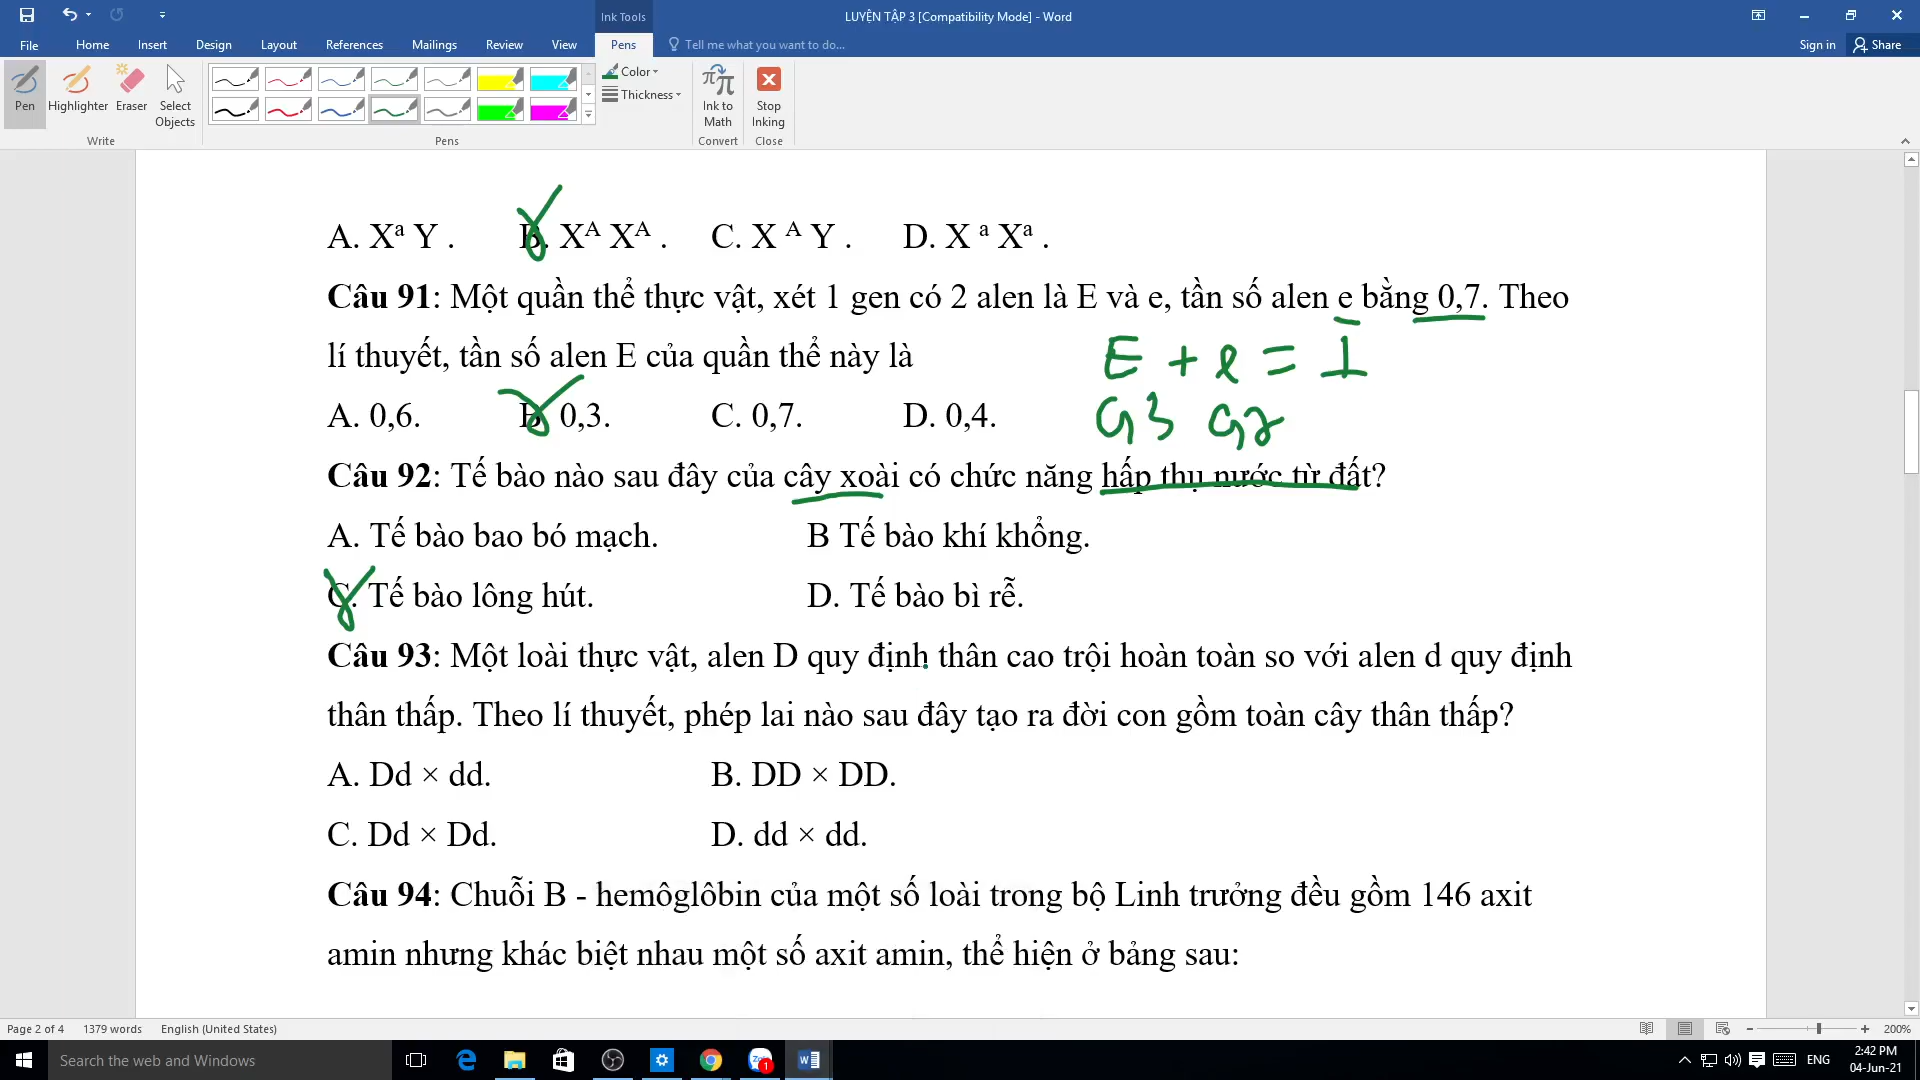 Ink Tools
LUYỆN TẬP 3 [Compatibility Mode] - Word
File Home Insert Design Layout References Mailings Review View Pens Tell me what you want to do... Sign in Share
Pen Highlighter Eraser Select Objects
Color
Thickness
Ink to Math
Stop Inking
Write Pens Convert Close
A. Xᵃ Y . B. Xᴬ Xᴬ . C. X ᴬ Y . D. X ᵃ Xᵃ .
Câu 91: Một quần thể thực vật, xét 1 gen có 2 alen là E và e, tần số alen e bằng 0,7. Theo
lí thuyết, tần số alen E của quần thể này là
E + e = 1
A. 0,6. B. 0,3. C. 0,7. D. 0,4.
Câu 92: Tế bào nào sau đây của cây xoài có chức năng hấp thụ nước từ đất?
A. Tế bào bao bó mạch. B Tế bào khí khổng.
C. Tế bào lông hút. D. Tế bào bì rễ.
Câu 93: Một loài thực vật, alen D quy định thân cao trội hoàn toàn so với alen d quy định
thân thấp. Theo lí thuyết, phép lai nào sau đây tạo ra đời con gồm toàn cây thân thấp?
A. Dd × dd. B. DD × DD.
C. Dd × Dd. D. dd × dd.
Câu 94: Chuỗi B - hemôglôbin của một số loài trong bộ Linh trưởng đều gồm 146 axit
amin nhưng khác biệt nhau một số axit amin, thể hiện ở bảng sau:
Page 2 of 4 1379 words English (United States) 200%
Search the web and Windows
ENG
2:42 PM
04-Jun-21